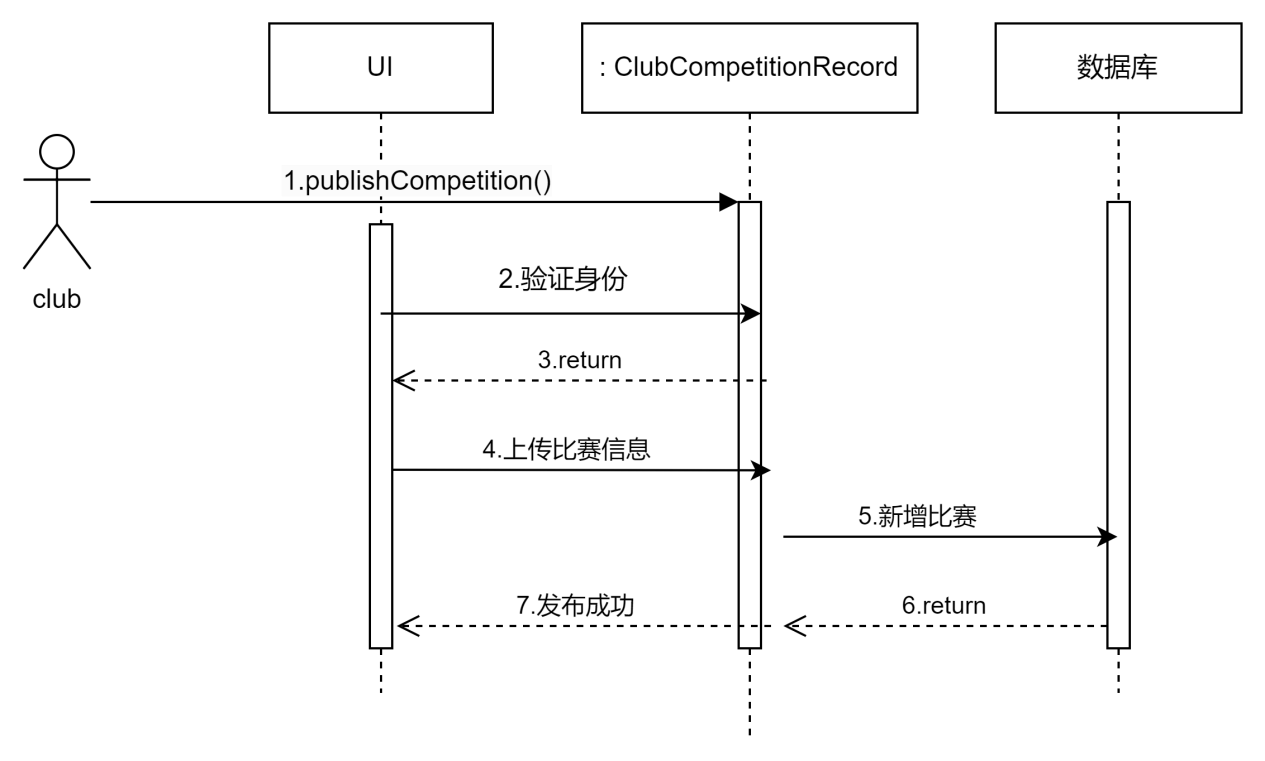 UI
: ClubCompetitionRecord
数据库
1.publishCompetition()
club
2.验证身份
3.return
4.上传比赛信息
5.新增比赛
7.发布成功
6.return